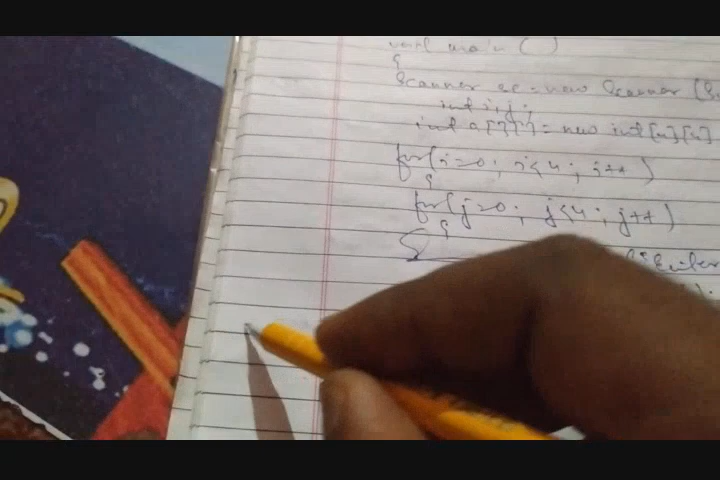 void main ()
{
Scanner sc = new Scanner (S
int i, j ;
int a[][] = new int[4][4]
for(i=0; i<4; i++)
{
for(j=0; j<4; j++)
{
S